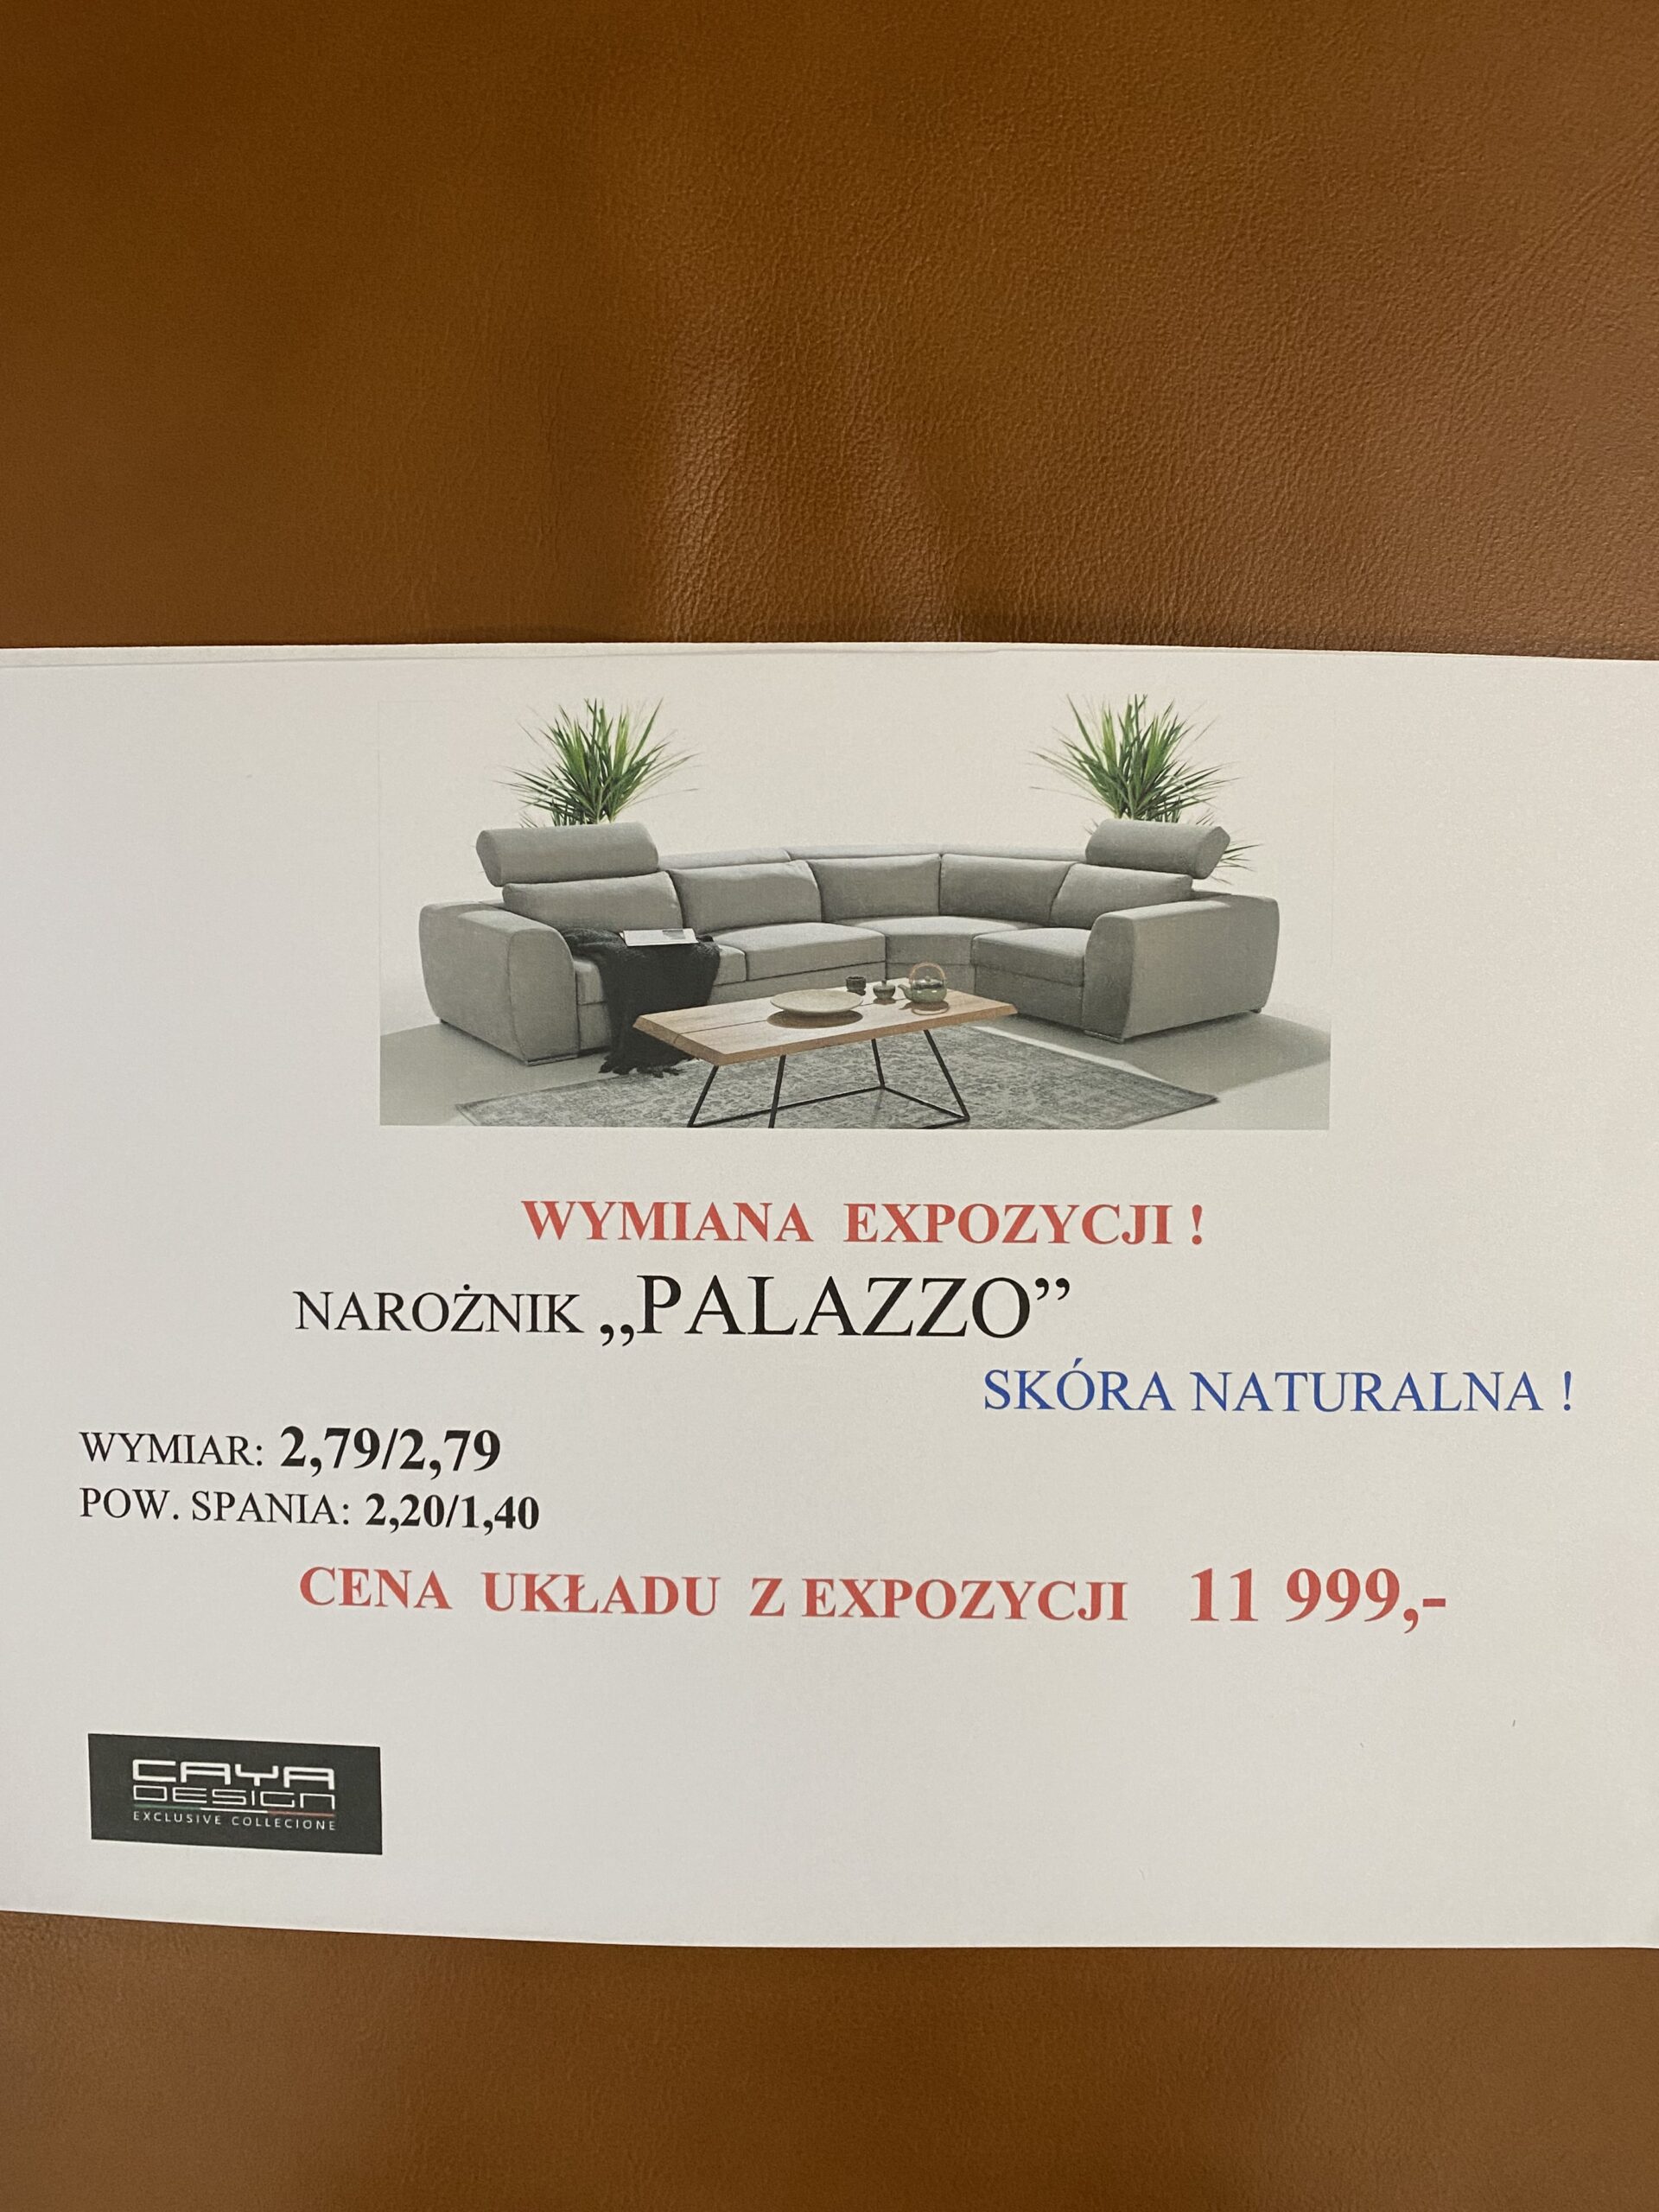 WYMIANA EXPOZYCJI !
NAROŻNIK „PALAZZO”
SKÓRA NATURALNA !
WYMIAR: 2,79/2,79
POW. SPANIA: 2,20/1,40
CENA UKŁADU Z EXPOZYCJI 11 999,-
CAYA
DESIGN
EXCLUSIVE COLLECIONE